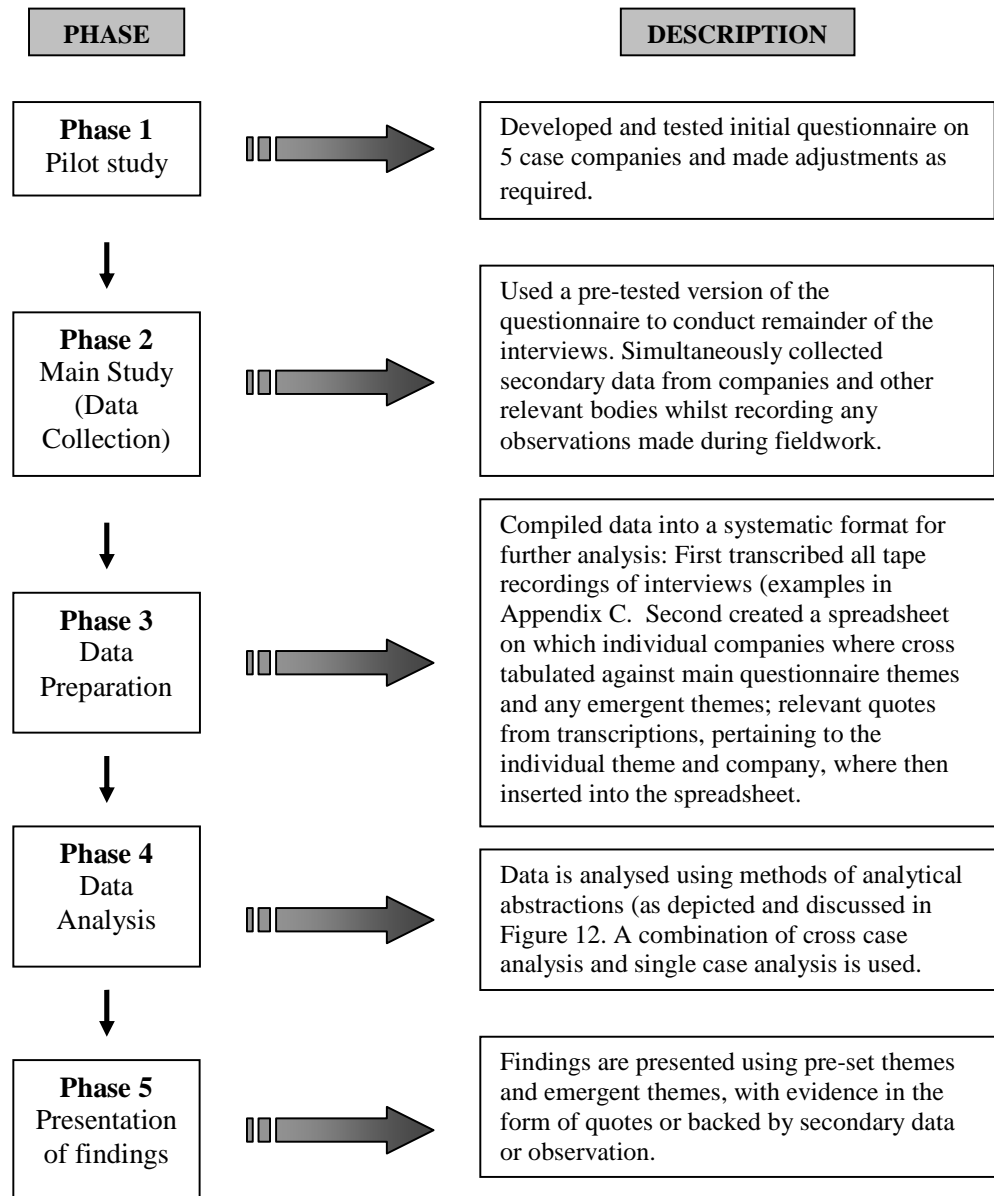 PHASE
DESCRIPTION
Phase 1
Pilot study
Developed and tested initial questionnaire on
5 case companies and made adjustments as
required.
Phase 2
Main Study
(Data
Collection)
Used a pre-tested version of the
questionnaire to conduct remainder of the
interviews. Simultaneously collected
secondary data from companies and other
relevant bodies whilst recording any
observations made during fieldwork.
Phase 3
Data
Preparation
Compiled data into a systematic format for
further analysis: First transcribed all tape
recordings of interviews (examples in
Appendix C.  Second created a spreadsheet
on which individual companies where cross
tabulated against main questionnaire themes
and any emergent themes; relevant quotes
from transcriptions, pertaining to the
individual theme and company, where then
inserted into the spreadsheet.
Phase 4
Data
Analysis
Data is analysed using methods of analytical
abstractions (as depicted and discussed in
Figure 12. A combination of cross case
analysis and single case analysis is used.
Phase 5
Presentation
of findings
Findings are presented using pre-set themes
and emergent themes, with evidence in the
form of quotes or backed by secondary data
or observation.